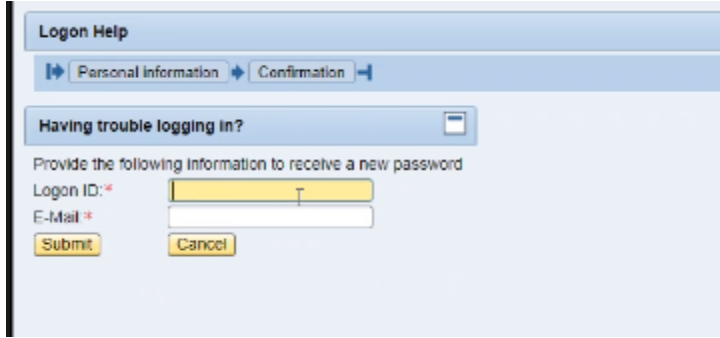 Logon Help
Personal information Confirmation
Having trouble logging in?
Provide the following information to receive a new password
Logon ID:*
E-Mail:*
Submit Cancel